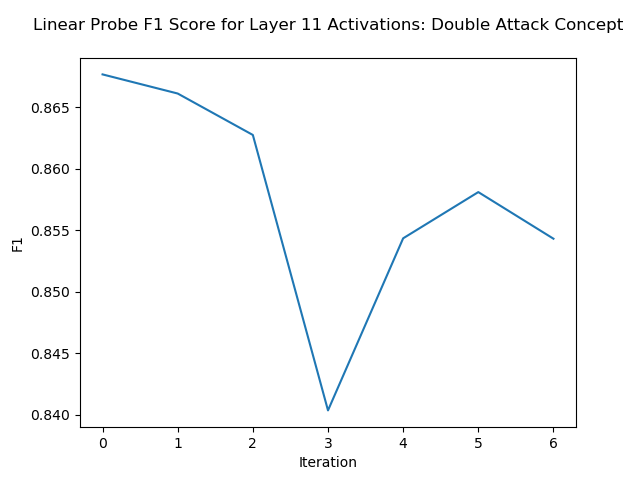 Linear Probe F1 Score for Layer 11 Activations: Double Attack Concept
F1
0.865
0.860
0.855
0.850
0.845
0.840
0 1 2 3 4 5 6
Iteration